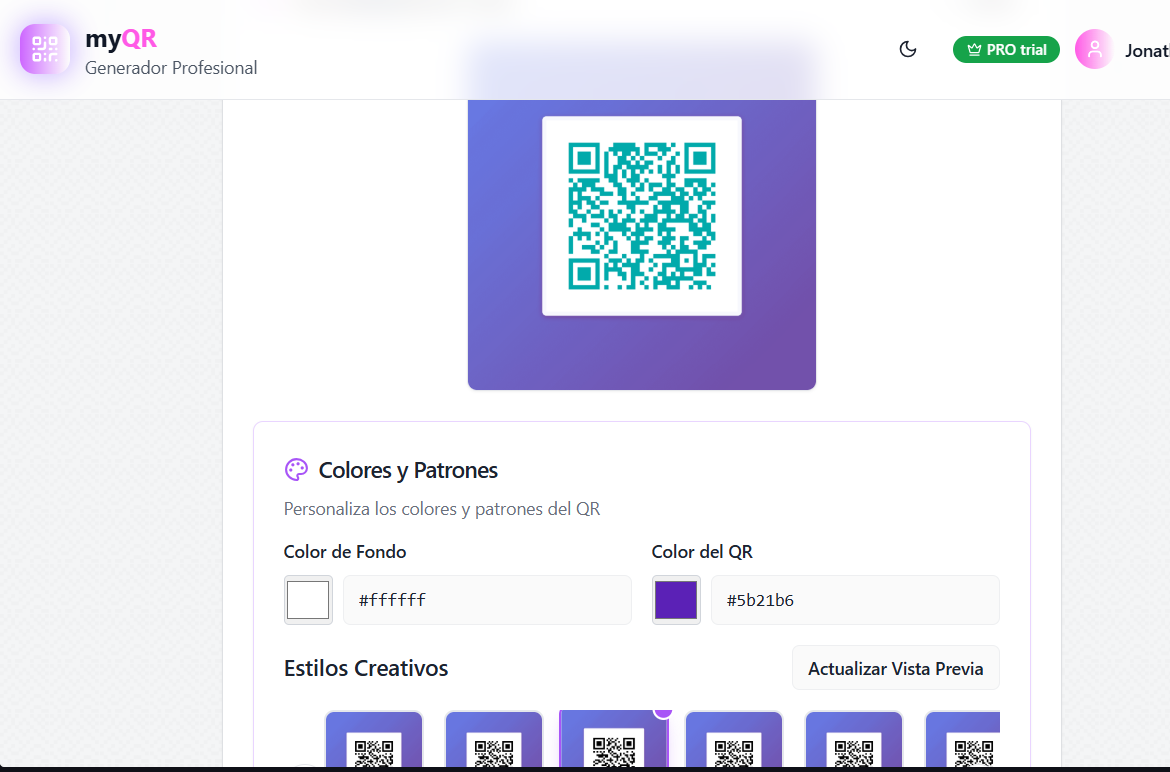 myQR
Generador Profesional
PRO trial
Colores y Patrones
Personaliza los colores y patrones del QR
Color de Fondo
Color del QR
#ffffff
#5b21b6
Estilos Creativos
Actualizar Vista Previa